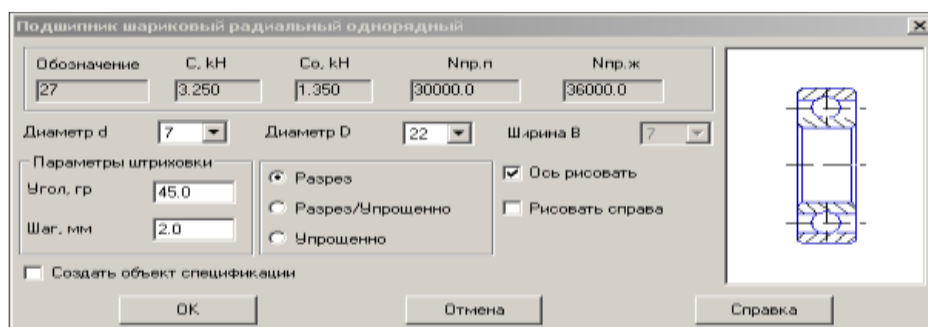 Подшипник шариковый радиальный однорядный
Обозначение C, kH Co, kH Nпр.п Nпр.ж
27 3.250 1.350 30000.0 36000.0
Диаметр d 7 Диаметр D 22 Ширина B 7
Параметры штриховки
Угол, гр 45.0
Шаг, мм 2.0
Разрез
Разрез/Упрощенно
Упрощенно
Ось рисовать
Рисовать справа
Создать объект спецификации
OK Отмена Справка